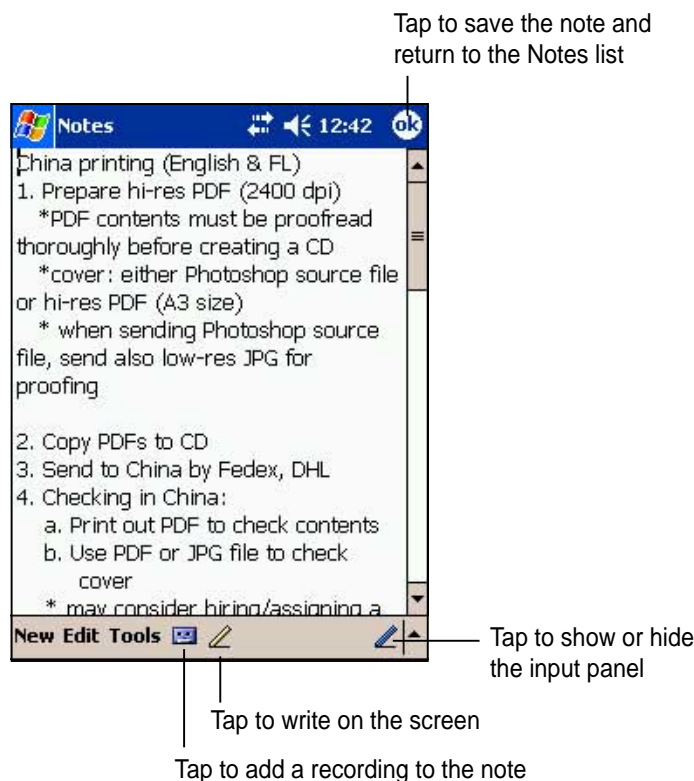 Tap to save the note and
return to the Notes list
Notes 12:42 ok
China printing (English & FL)
1. Prepare hi-res PDF (2400 dpi)
*PDF contents must be proofread
thoroughly before creating a CD
*cover: either Photoshop source file
or hi-res PDF (A3 size)
* when sending Photoshop source
file, send also low-res JPG for
proofing
2. Copy PDFs to CD
3. Send to China by Fedex, DHL
4. Checking in China:
a. Print out PDF to check contents
b. Use PDF or JPG file to check
cover
* may consider hiring/assigning a
New Edit Tools
Tap to show or hide
the input panel
Tap to write on the screen
Tap to add a recording to the note